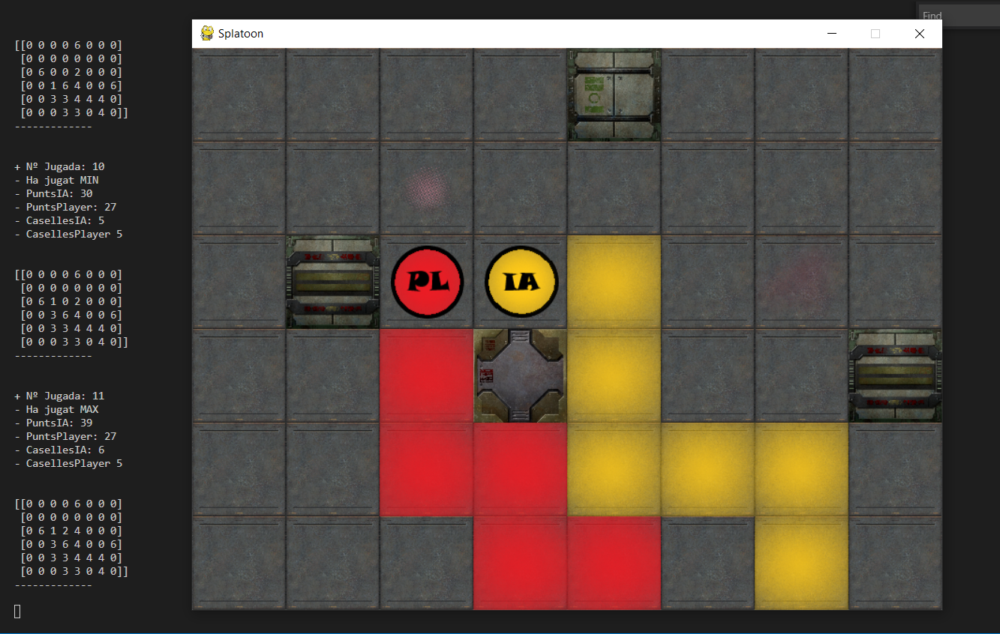 [[0 0 0 0 6 0 0 0]
[0 0 0 0 0 0 0 0]
[0 6 0 0 2 0 0 0]
[0 0 1 6 4 0 0 6]
[0 0 3 3 4 4 4 0]
[0 0 0 3 3 0 4 0]]
-------------
+ Nº Jugada: 10
- Ha jugat MIN
- PuntsIA: 30
- PuntsPlayer: 27
- CasellesIA: 5
- CasellesPlayer 5
[[0 0 0 0 6 0 0 0]
[0 0 0 0 0 0 0 0]
[0 6 1 0 2 0 0 0]
[0 0 3 6 4 0 0 6]
[0 0 3 3 4 4 4 0]
[0 0 0 3 3 0 4 0]]
-------------
+ Nº Jugada: 11
- Ha jugat MAX
- PuntsIA: 39
- PuntsPlayer: 27
- CasellesIA: 6
- CasellesPlayer 5
[[0 0 0 0 6 0 0 0]
[0 0 0 0 0 0 0 0]
[0 6 1 2 4 0 0 0]
[0 0 3 6 4 0 0 6]
[0 0 3 3 4 4 4 0]
[0 0 0 3 3 0 4 0]]
-------------
Find
Splatoon
PL
IA